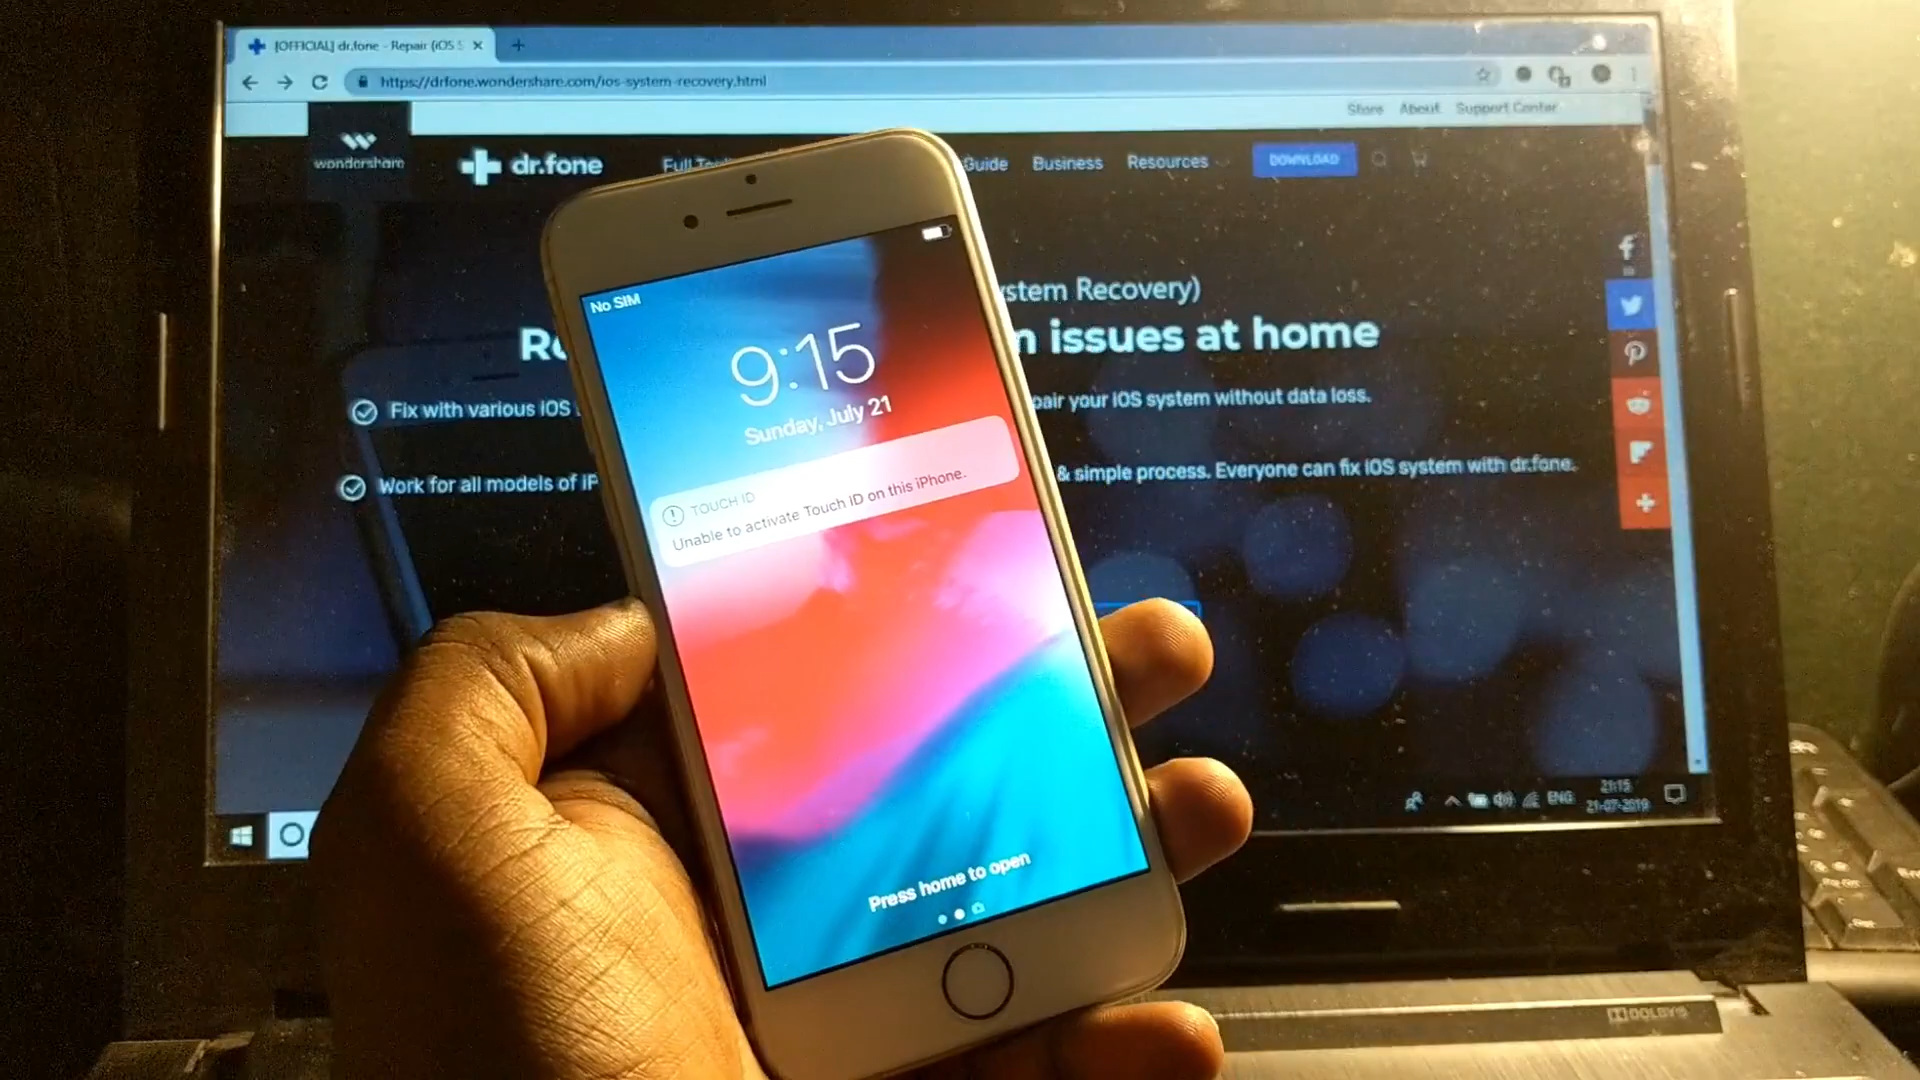 [OFFICIAL] dr.fone - Repair (iOS S
https://drfone.wondershare.com/ios-system-recovery.html
Store About Support Center
wondershare
dr.fone
Full Guide Business Resources DOWNLOAD
stem Recovery)
issues at home
Fix with various iOS
pair your iOS system without data loss.
Work for all models of iP
& simple process. Everyone can fix iOS system with dr.fone.
No SIM
9:15
Sunday, July 21
TOUCH ID
Unable to activate Touch ID on this iPhone.
Press home to open
ENG
21:15
21-07-2019
DOLBY